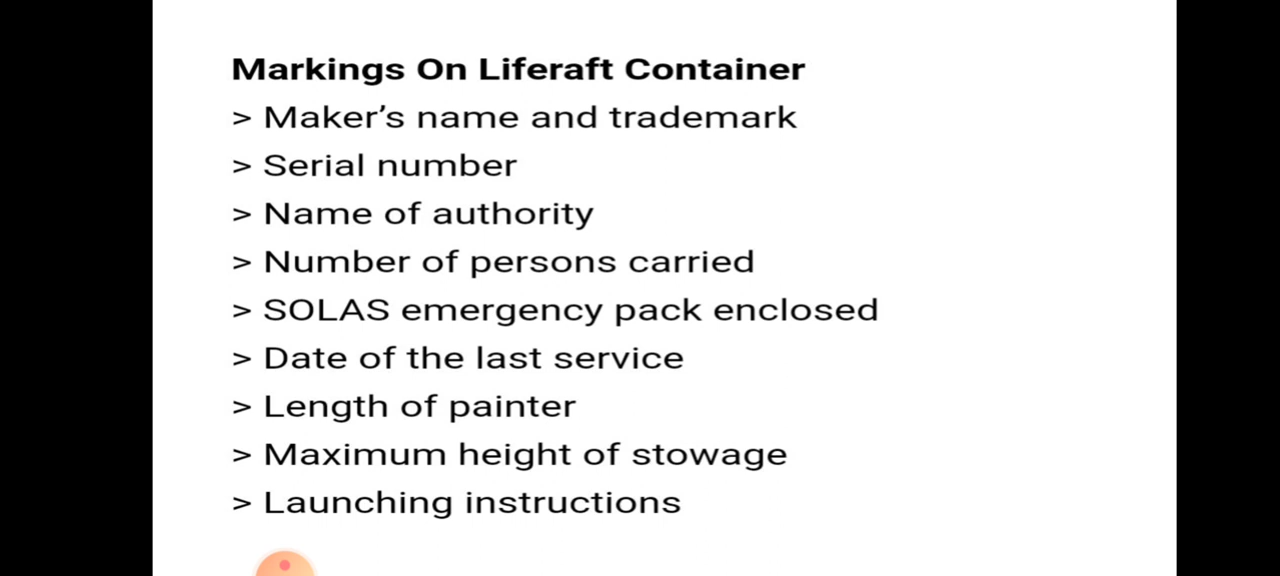 Markings On Liferaft Container
> Maker’s name and trademark
> Serial number
> Name of authority
> Number of persons carried
> SOLAS emergency pack enclosed
> Date of the last service
> Length of painter
> Maximum height of stowage
> Launching instructions